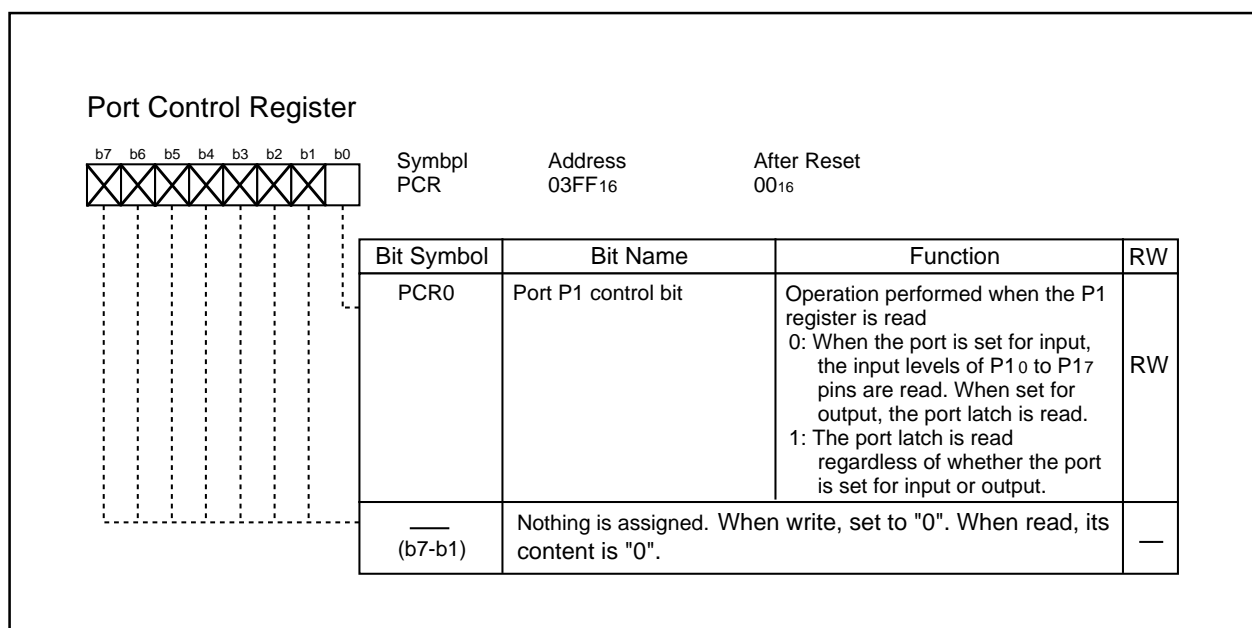 Port Control Register
b7 b6 b5 b4 b3 b2 b1 b0
Symbpl Address After Reset
PCR 03FF16 0016
Bit Symbol Bit Name Function RW
PCR0 Port P1 control bit Operation performed when the P1
register is read
0: When the port is set for input,
the input levels of P10 to P17
pins are read. When set for
output, the port latch is read.
1: The port latch is read
regardless of whether the port
is set for input or output.
RW
(b7-b1) Nothing is assigned. When write, set to "0". When read, its
content is "0". —